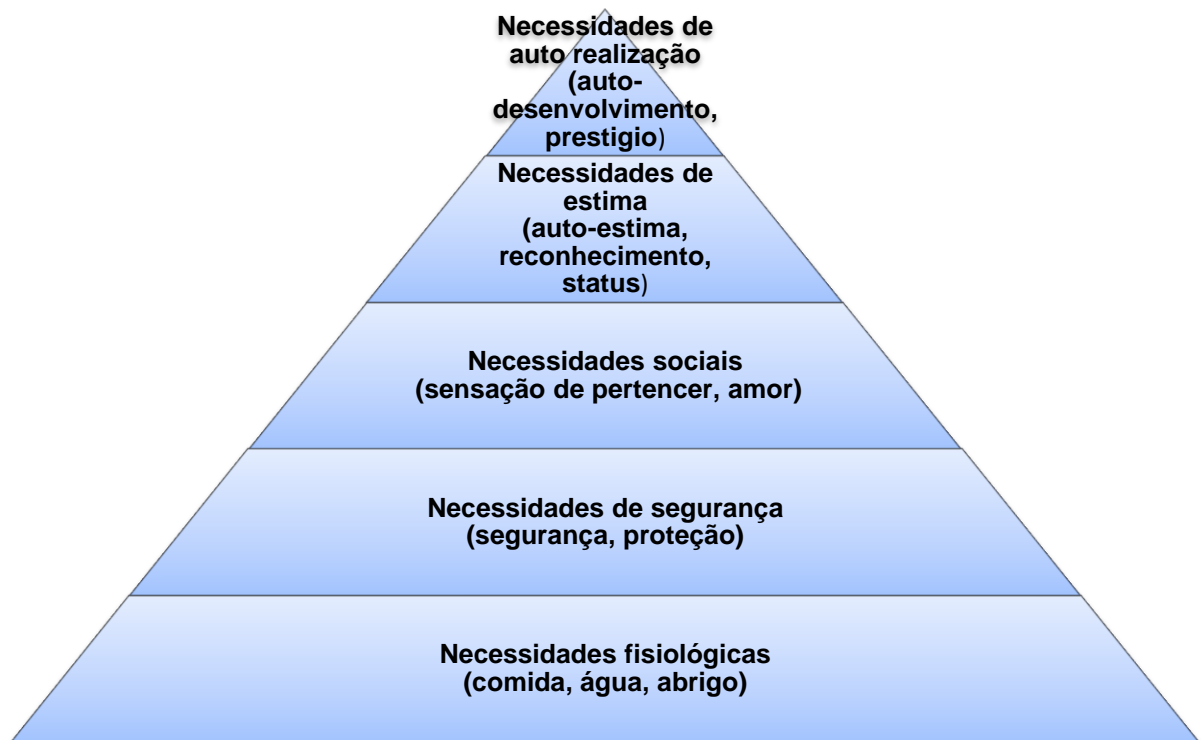 Necessidades de
auto realização
(auto-
desenvolvimento,
prestigio)
Necessidades de
estima
(auto-estima,
reconhecimento,
status)
Necessidades sociais
(sensação de pertencer, amor)
Necessidades de segurança
(segurança, proteção)
Necessidades fisiológicas
(comida, água, abrigo)